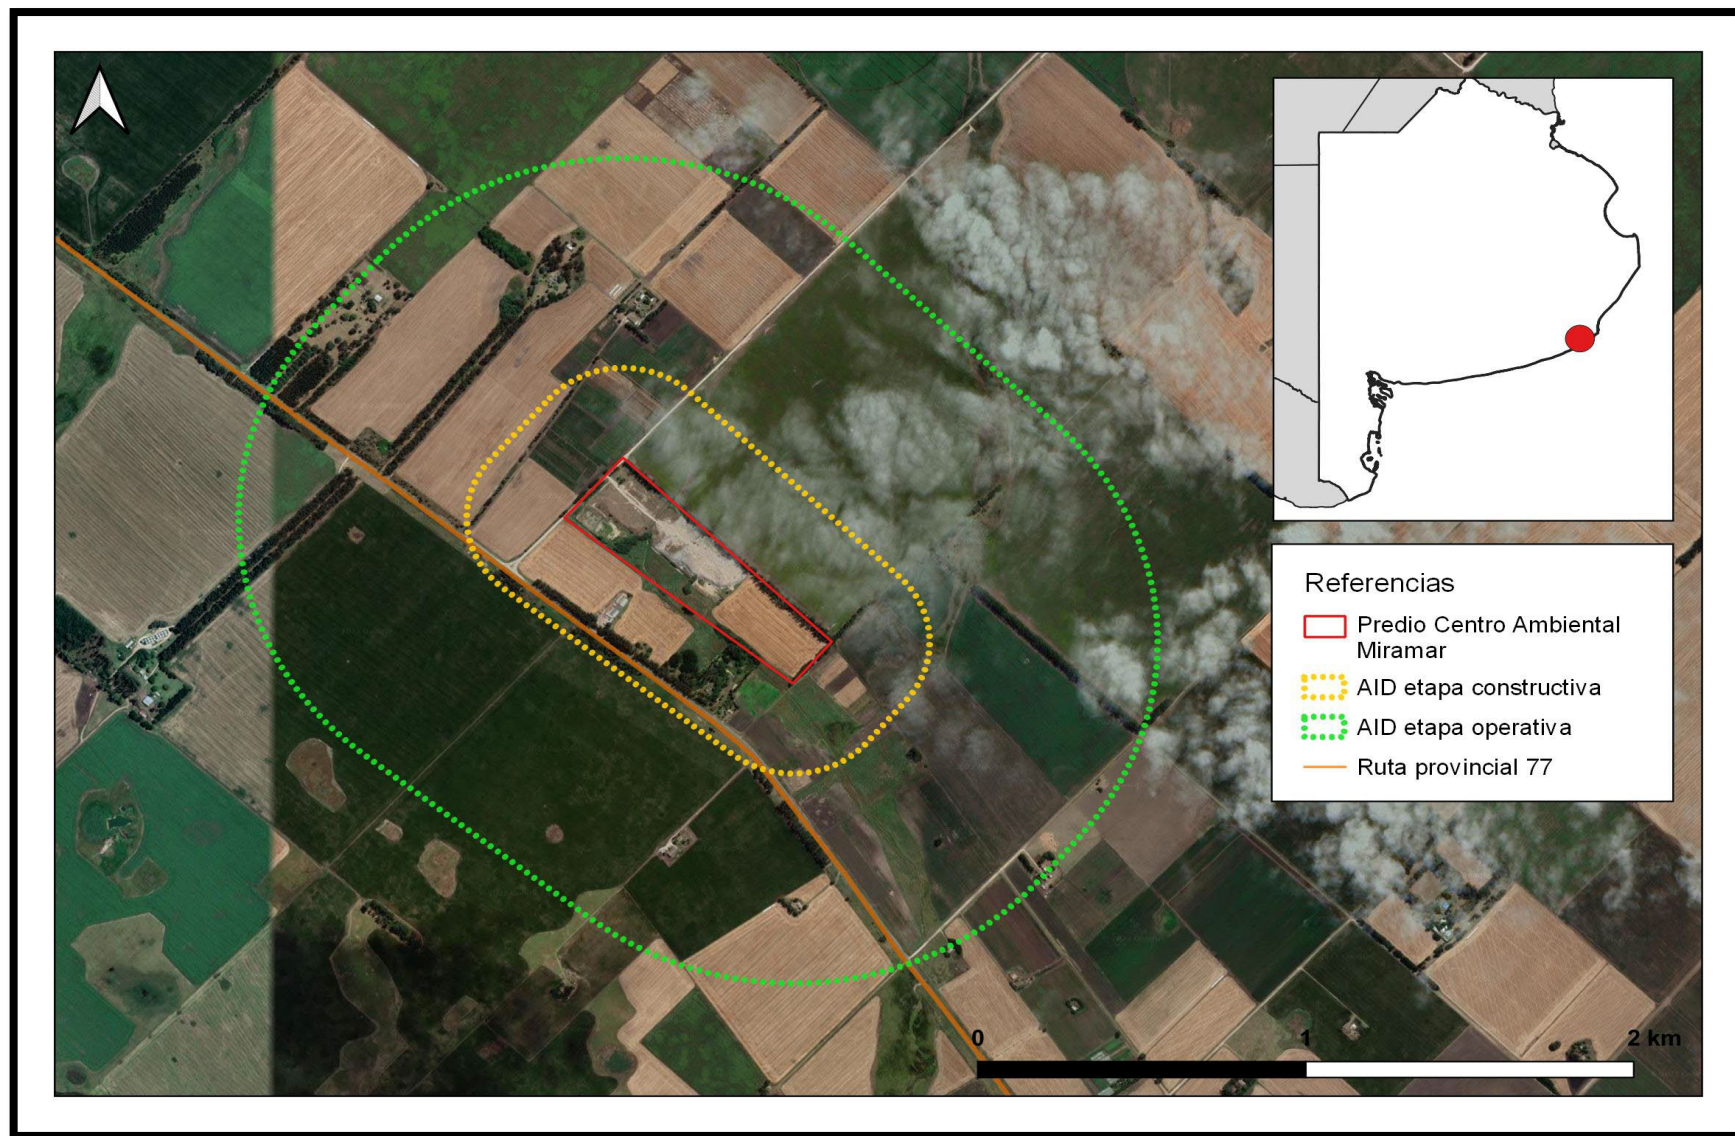 Referencias
Predio Centro Ambiental
Miramar
AID etapa constructiva
AID etapa operativa
Ruta provincial 77
0 1 2 km